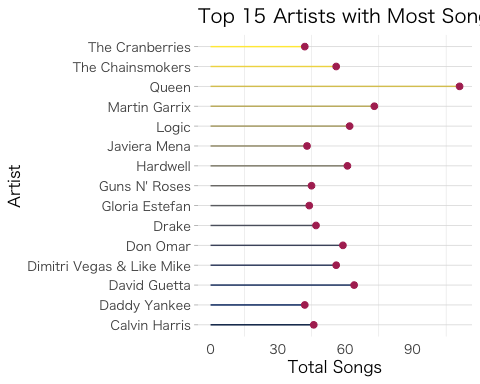 Top 15 Artists with Most Son
The Cranberries
The Chainsmokers
Queen
Martin Garrix
Logic
Javiera Mena
Hardwell
Guns N' Roses
Gloria Estefan
Drake
Don Omar
Dimitri Vegas & Like Mike
David Guetta
Daddy Yankee
Calvin Harris
Artist
0 30 60 90
Total Songs